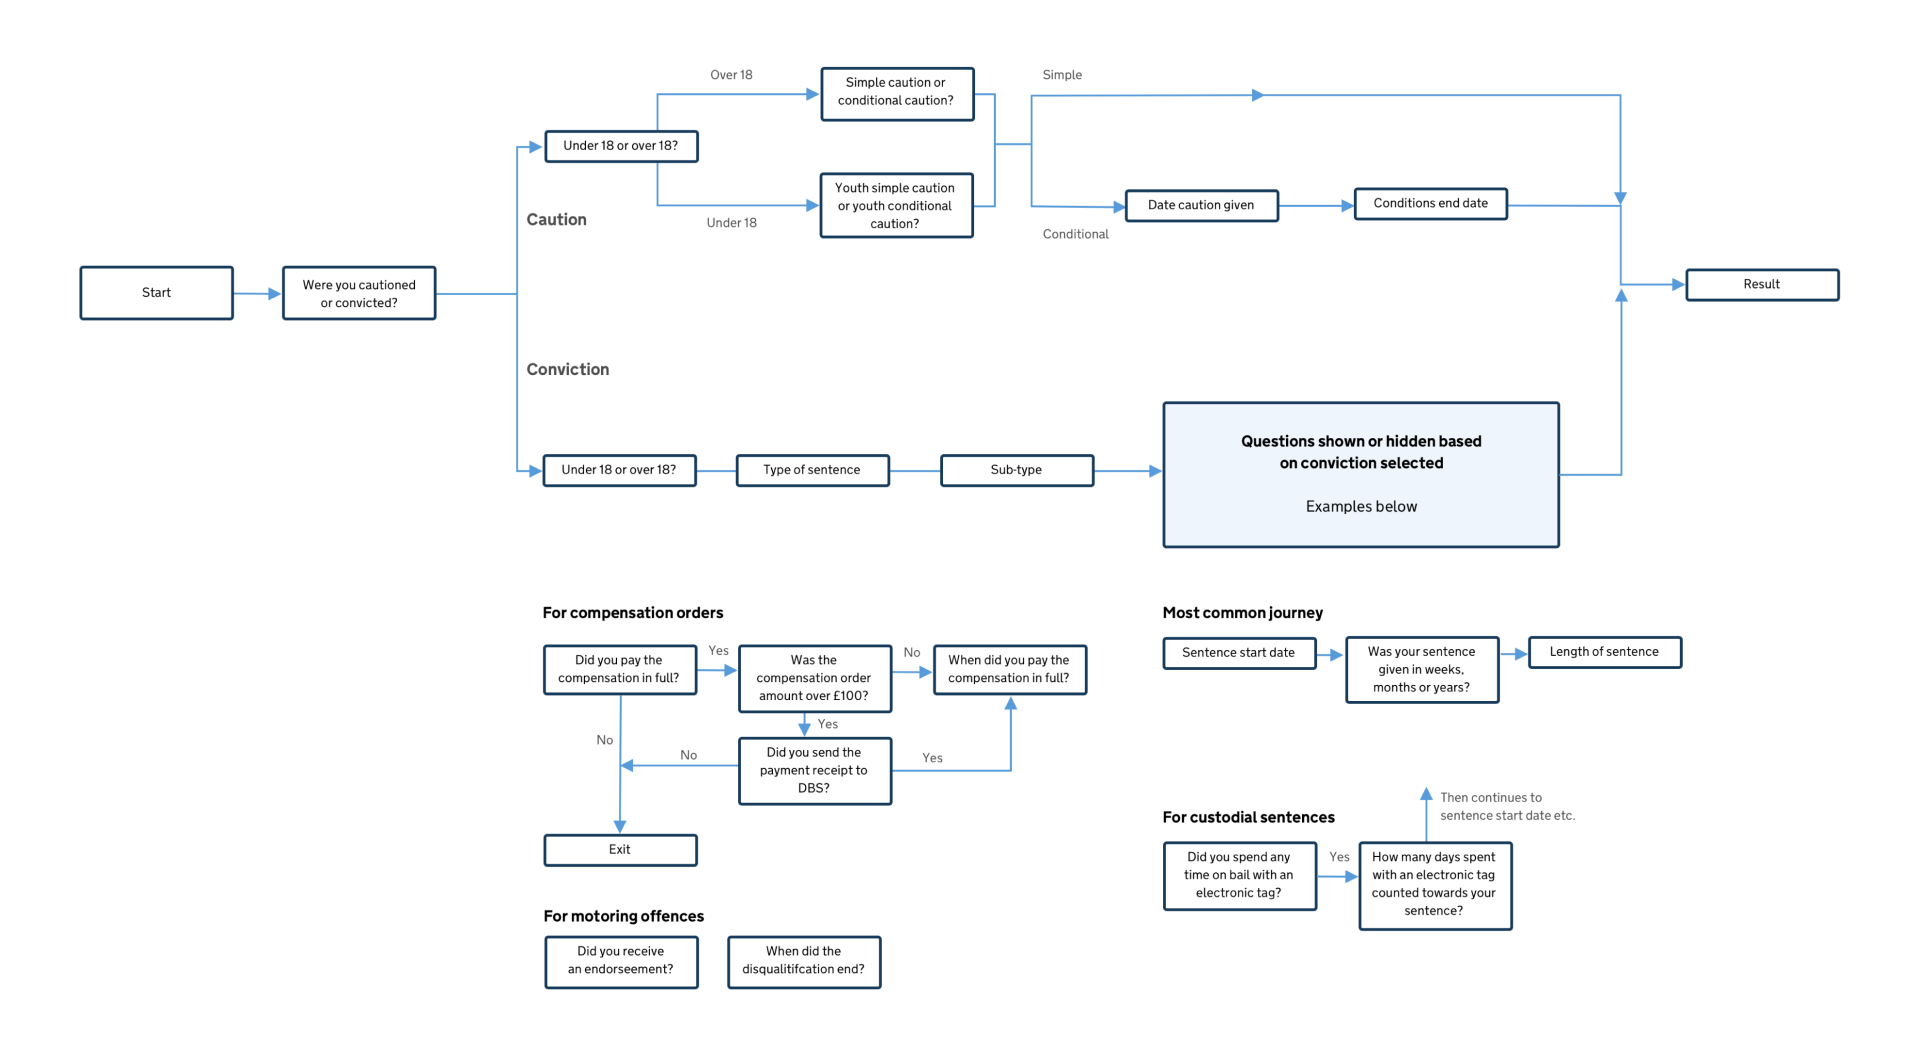 Over 18
Simple caution or
conditional caution?
Simple
Under 18 or over 18?
Youth simple caution
or youth conditional
caution?
Under 18
Caution
Date caution given
Conditions end date
Conditional
Start
Were you cautioned
or convicted?
Result
Conviction
Under 18 or over 18?
Type of sentence
Sub-type
Questions shown or hidden based
on conviction selected
Examples below
For compensation orders
Did you pay the
compensation in full?
Yes
Was the
compensation order
amount over £100?
No
When did you pay the
compensation in full?
Yes
No
No
Did you send the
payment receipt to
DBS?
Yes
Exit
Most common journey
Sentence start date
Was your sentence
given in weeks,
months or years?
Length of sentence
Then continues to
sentence start date etc.
For custodial sentences
Did you spend any
time on bail with an
electronic tag?
Yes
How many days spent
with an electronic tag
counted towards your
sentence?
For motoring offences
Did you receive
an endorseement?
When did the
disqualitifcation end?